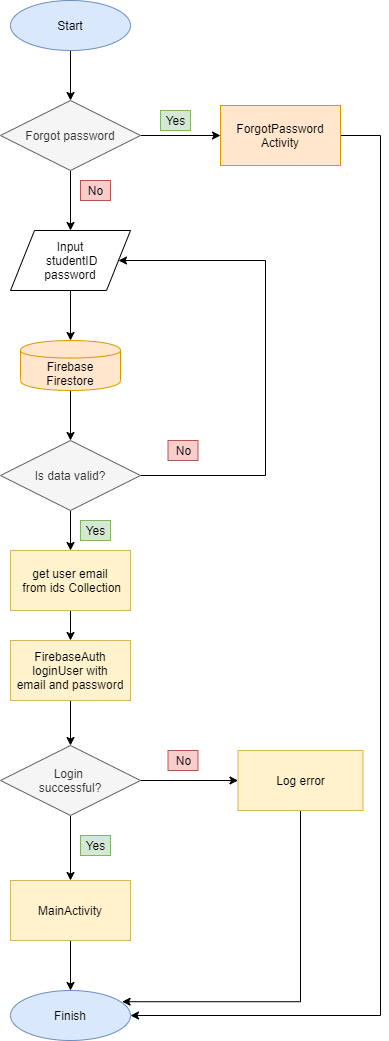 Start
Forgot password
Yes
ForgotPassword
Activity
No
Input
studentID
password
Firebase
Firestore
Is data valid?
No
Yes
get user email
from ids Collection
FirebaseAuth
loginUser with
email and password
Login
successful?
No
Log error
Yes
MainActivity
Finish